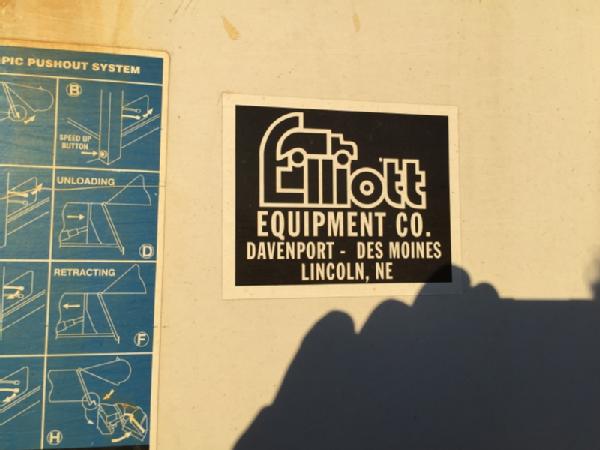 PIC PUSHOUT SYSTEM
B
SPEED UP
BUTTON
UNLOADING
D
RETRACTING
F
H
Elliott
EQUIPMENT CO.
DAVENPORT - DES MOINES
LINCOLN, NE